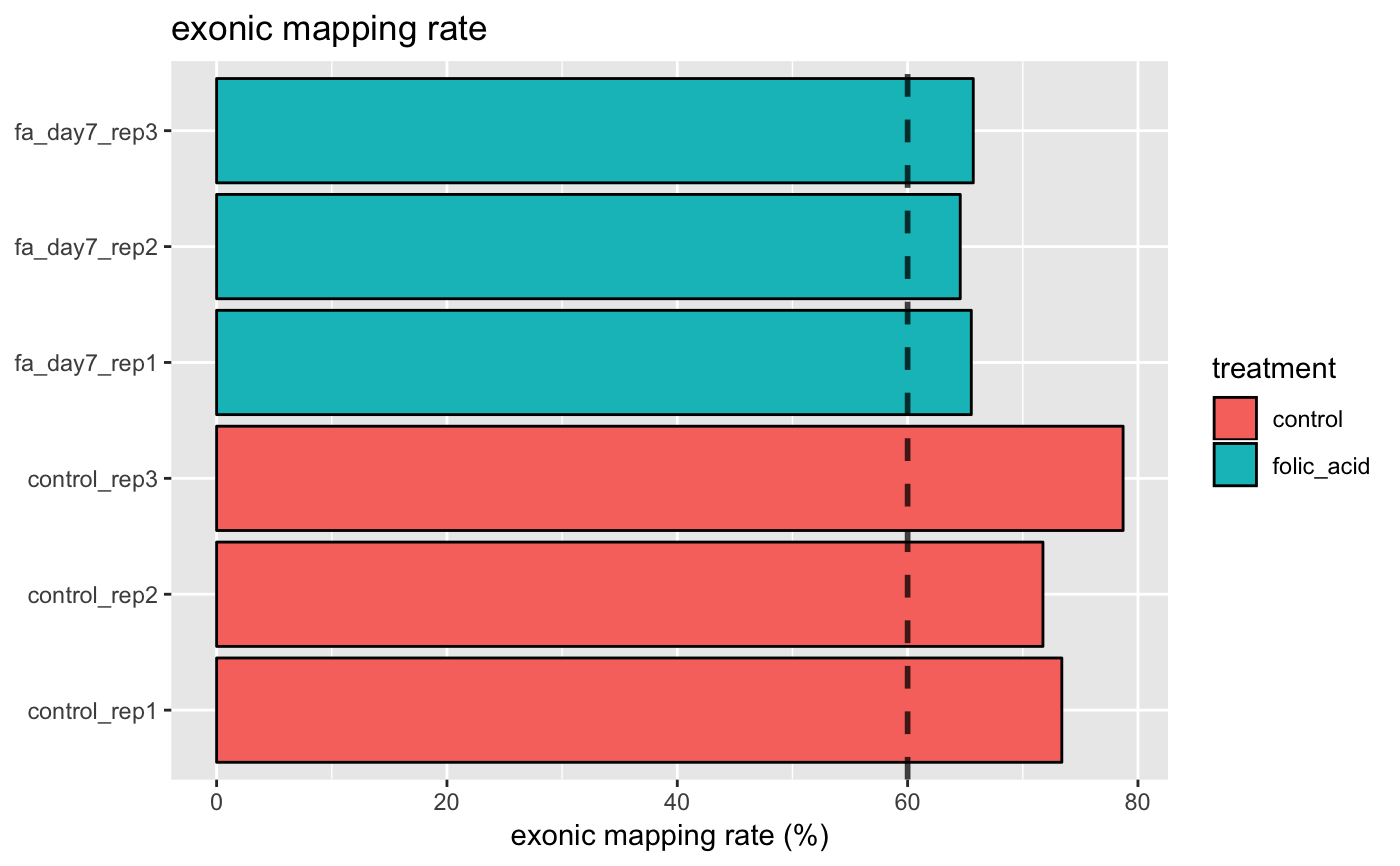 exonic mapping rate
fa_day7_rep3
fa_day7_rep2
fa_day7_rep1
control_rep3
control_rep2
control_rep1
0 20 40 60 80
exonic mapping rate (%)
treatment
control
folic_acid